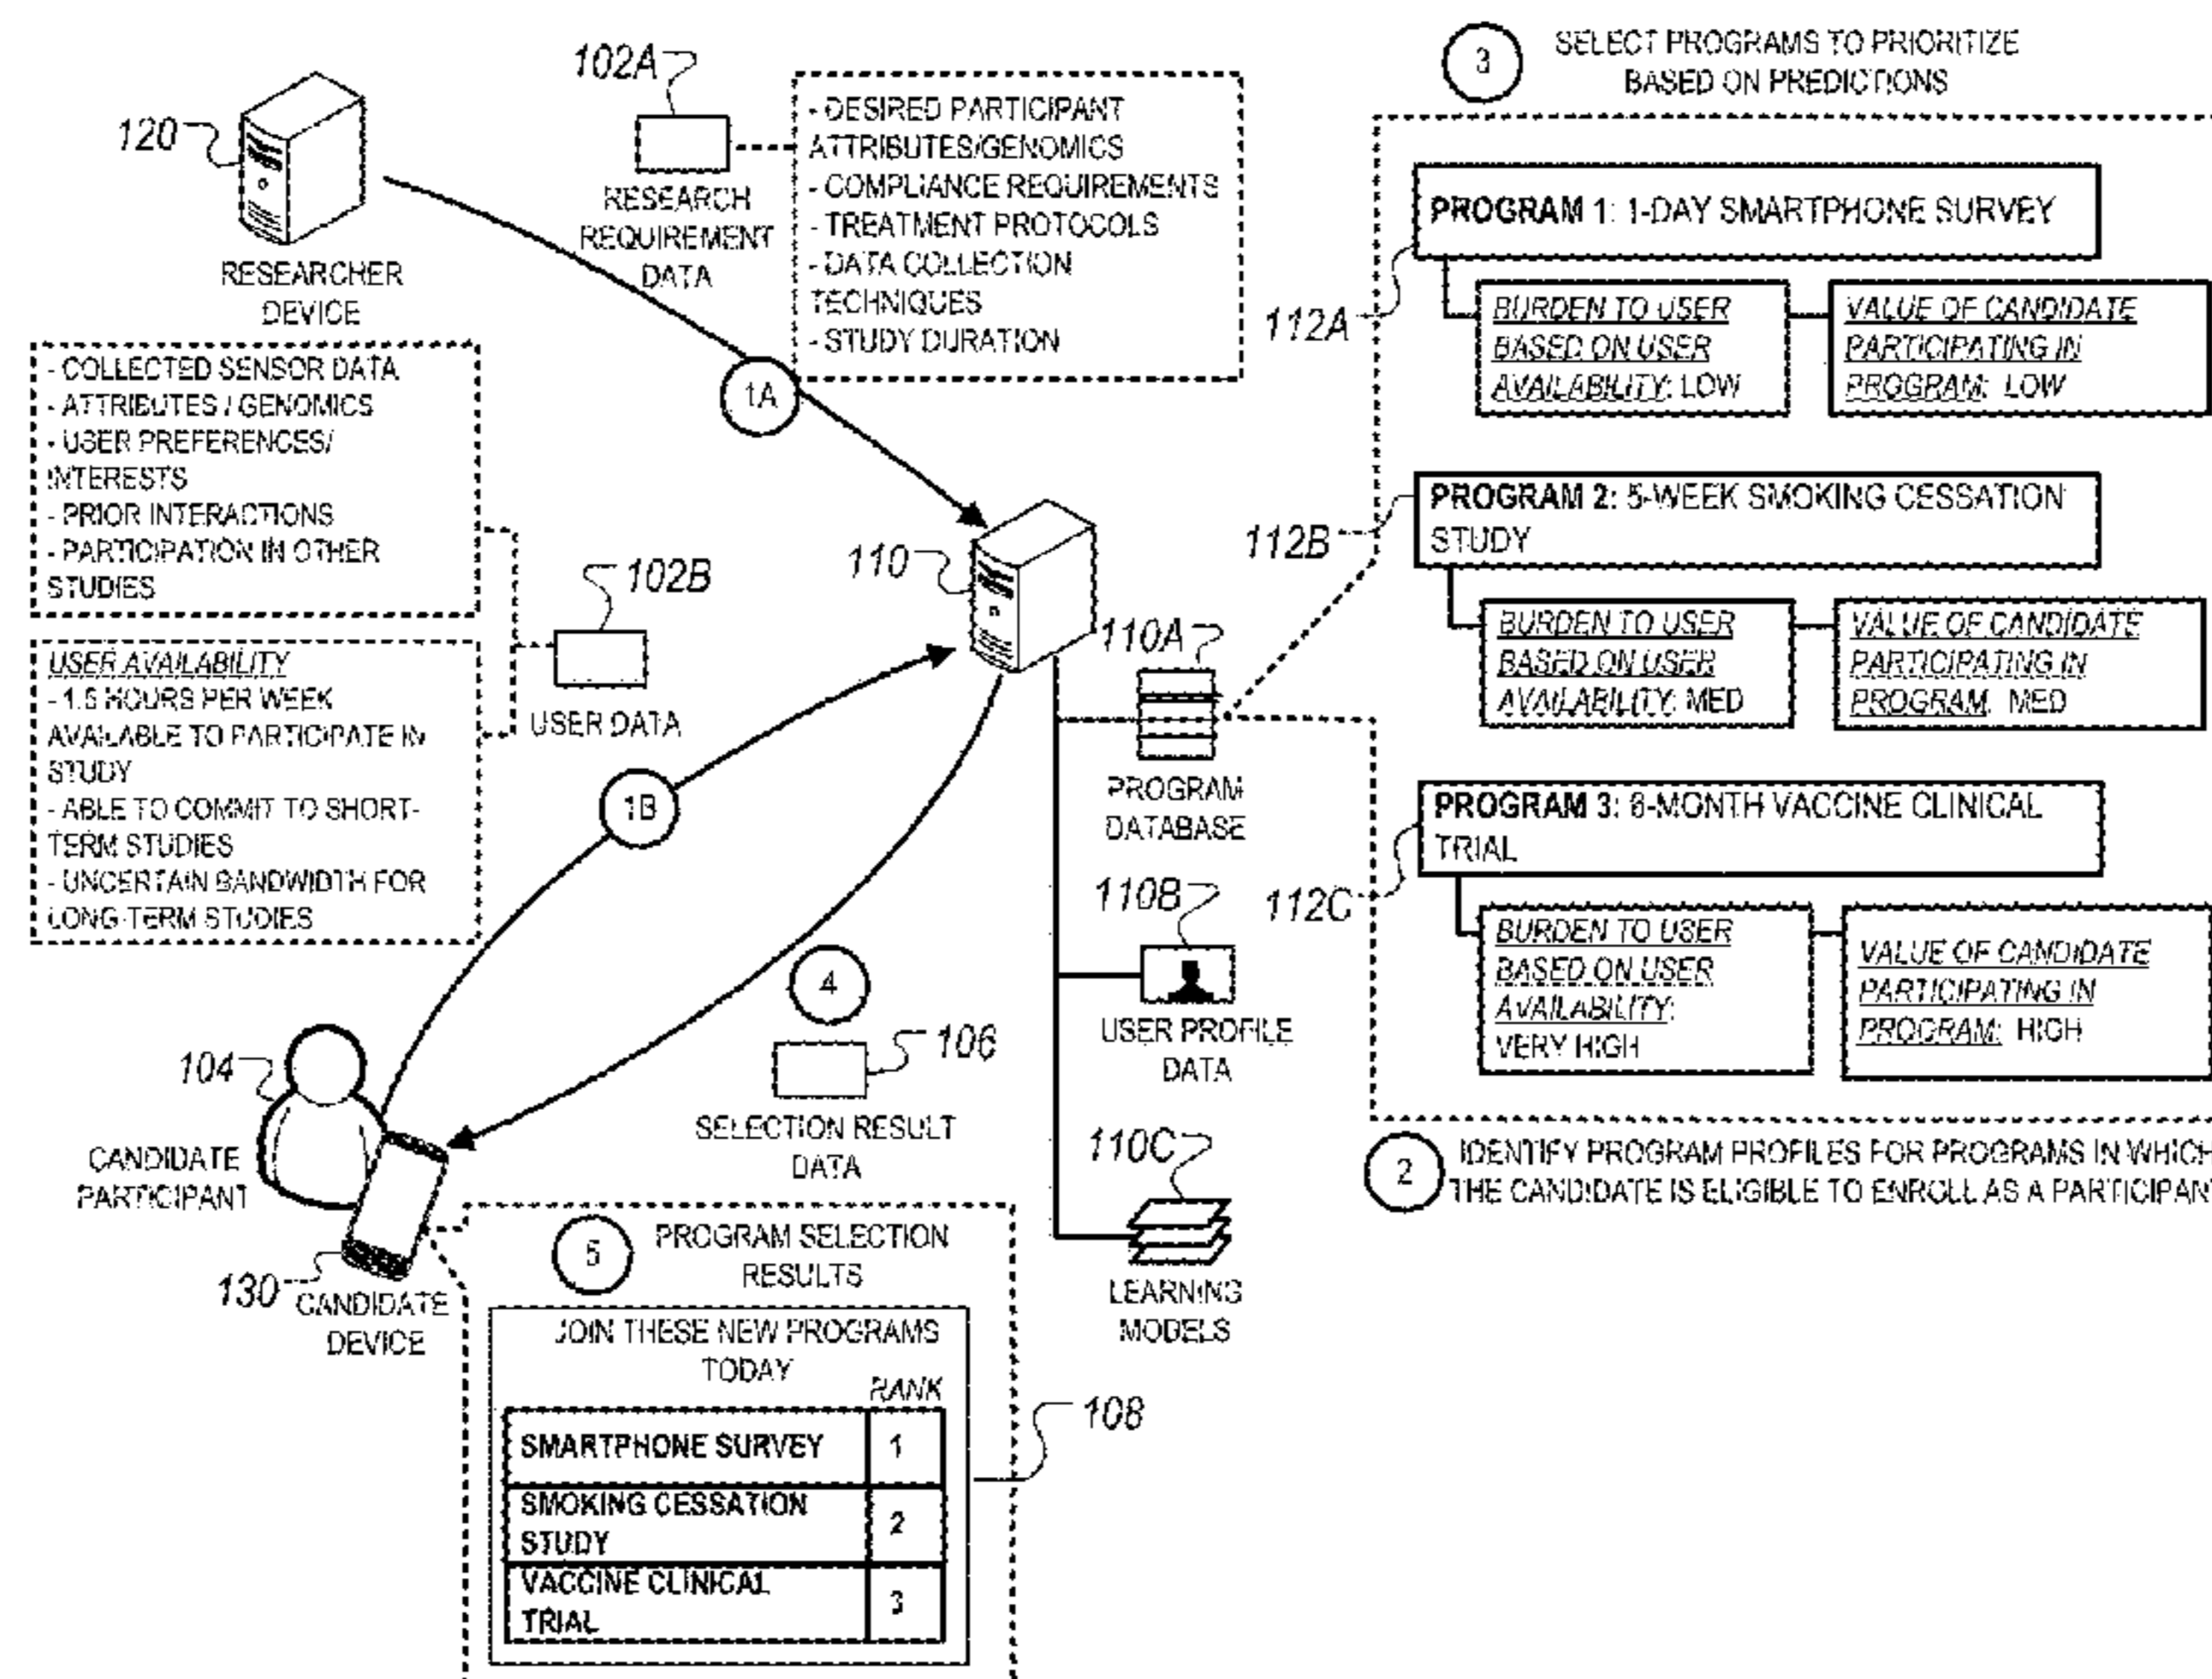 120
RESEARCHER
DEVICE
102A
RESEARCH
REQUIREMENT
DATA
- DESIRED PARTICIPANT
ATTRIBUTES/GENOMICS
- COMPLIANCE REQUIREMENTS
- TREATMENT PROTOCOLS
- DATA COLLECTION
TECHNIQUES
- STUDY DURATION
1A
- COLLECTED SENSOR DATA
- ATTRIBUTES / GENOMICS
- USER PREFERENCES/
INTERESTS
- PRIOR INTERACTIONS
- PARTICIPATION IN OTHER
STUDIES
USER AVAILABILITY
- 1.5 HOURS PER WEEK
AVAILABLE TO PARTICIPATE IN
STUDY
- ABLE TO COMMIT TO SHORT-
TERM STUDIES
- UNCERTAIN BANDWIDTH FOR
LONG-TERM STUDIES
102B
USER DATA
1B
110
110A
PROGRAM
DATABASE
110B
USER PROFILE
DATA
110C
LEARNING
MODELS
4
106
SELECTION RESULT
DATA
104
CANDIDATE
PARTICIPANT
130
CANDIDATE
DEVICE
5
PROGRAM SELECTION
RESULTS
JOIN THESE NEW PROGRAMS
TODAY
RANK
SMARTPHONE SURVEY 1
SMOKING CESSATION
STUDY 2
VACCINE CLINICAL
TRIAL 3
108
3
SELECT PROGRAMS TO PRIORITIZE
BASED ON PREDICTIONS
112A
PROGRAM 1: 1-DAY SMARTPHONE SURVEY
BURDEN TO USER
BASED ON USER
AVAILABILITY: LOW
VALUE OF CANDIDATE
PARTICIPATING IN
PROGRAM: LOW
112B
PROGRAM 2: 5-WEEK SMOKING CESSATION
STUDY
BURDEN TO USER
BASED ON USER
AVAILABILITY: MED
VALUE OF CANDIDATE
PARTICIPATING IN
PROGRAM: MED
112C
PROGRAM 3: 6-MONTH VACCINE CLINICAL
TRIAL
BURDEN TO USER
BASED ON USER
AVAILABILITY:
VERY HIGH
VALUE OF CANDIDATE
PARTICIPATING IN
PROGRAM: HIGH
2
IDENTIFY PROGRAM PROFILES FOR PROGRAMS IN WHICH
THE CANDIDATE IS ELIGIBLE TO ENROLL AS A PARTICIPANT